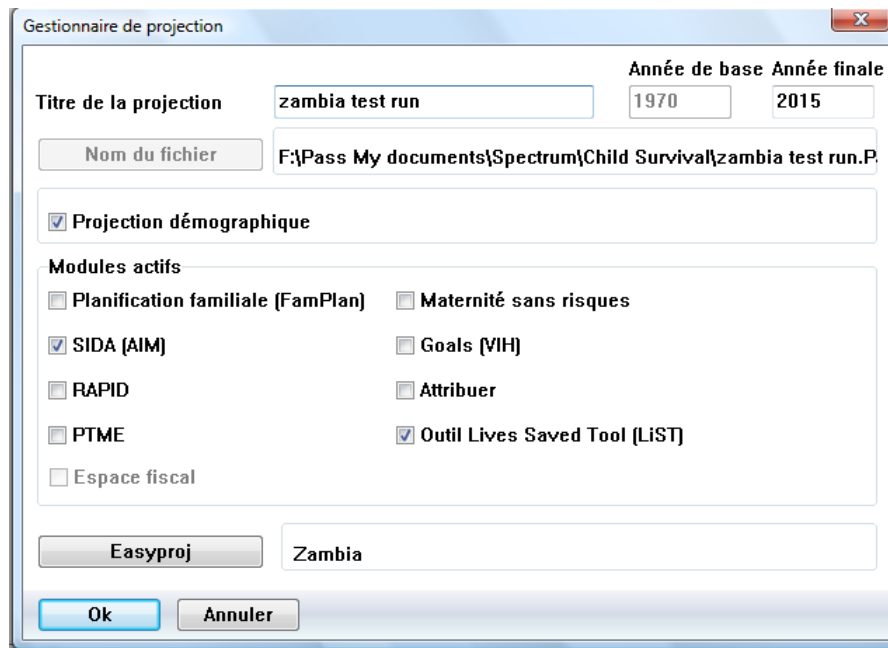 Gestionnaire de projection
Année de base Année finale
Titre de la projection zambia test run 1970 2015
Nom du fichier F:\Pass My documents\Spectrum\Child Survival\zambia test run.P
Projection démographique
Modules actifs
Planification familiale (FamPlan) Maternité sans risques
SIDA (AIM) Goals (VIH)
RAPID Attribuer
PTME Outil Lives Saved Tool (LiST)
Espace fiscal
Easyproj Zambia
Ok Annuler